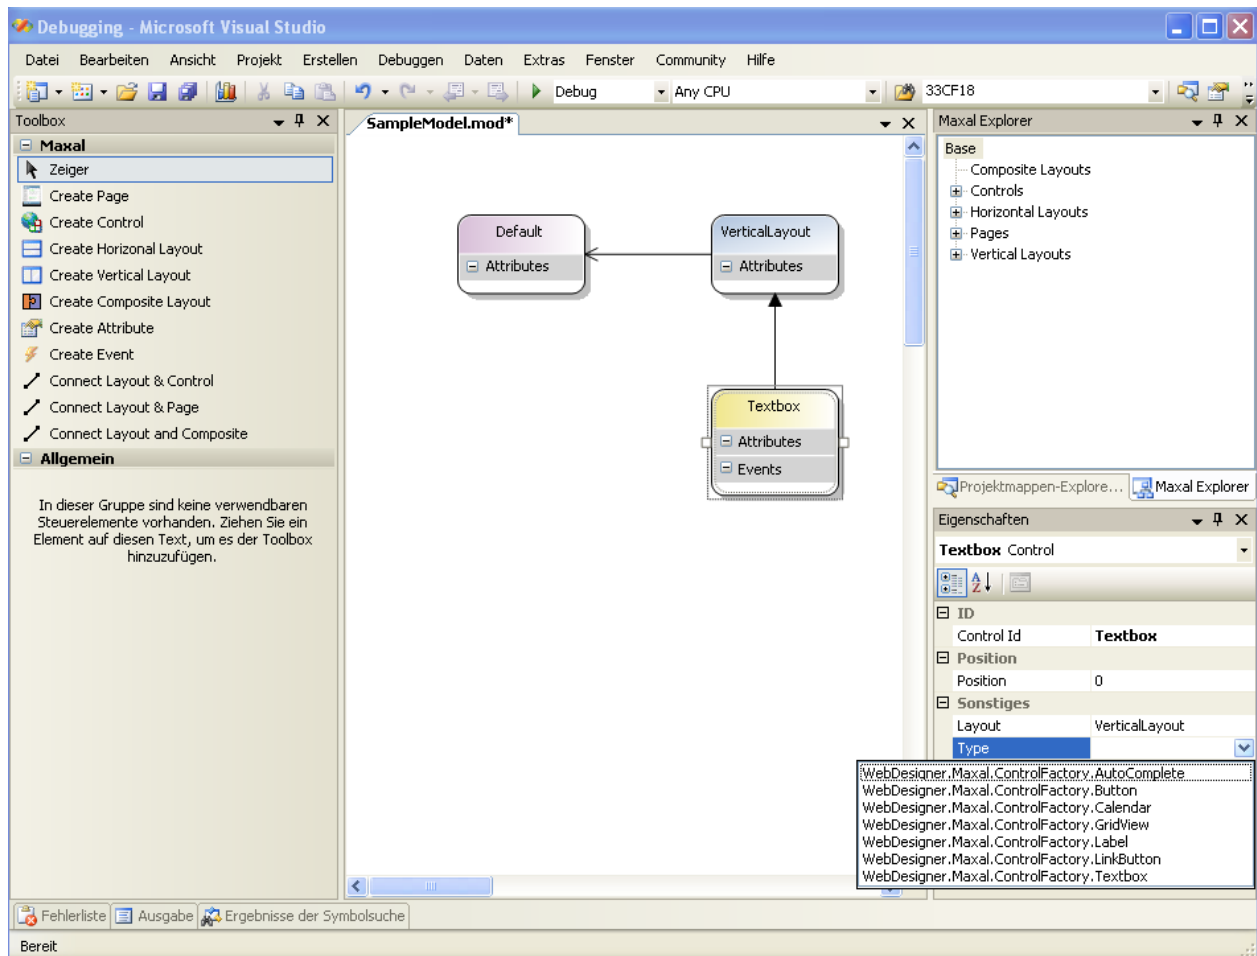 Debugging - Microsoft Visual Studio
Datei Bearbeiten Ansicht Projekt Erstellen Debuggen Daten Extras Fenster Community Hilfe
Debug Any CPU 33CF18
Toolbox
Maxal
Zeiger
Create Page
Create Control
Create Horizonal Layout
Create Vertical Layout
Create Composite Layout
Create Attribute
Create Event
Connect Layout & Control
Connect Layout & Page
Connect Layout and Composite
Allgemein
In dieser Gruppe sind keine verwendbaren
Steuerelemente vorhanden. Ziehen Sie ein
Element auf diesen Text, um es der Toolbox
hinzuzufügen.
SampleModel.mod*
Default
Attributes
VerticalLayout
Attributes
Textbox
Attributes
Events
Maxal Explorer
Base
Composite Layouts
Controls
Horizontal Layouts
Pages
Vertical Layouts
Projektmappen-Explore... Maxal Explorer
Eigenschaften
Textbox Control
ID
Control Id Textbox
Position
Position 0
Sonstiges
Layout VerticalLayout
Type
WebDesigner.Maxal.ControlFactory.AutoComplete
WebDesigner.Maxal.ControlFactory.Button
WebDesigner.Maxal.ControlFactory.Calendar
WebDesigner.Maxal.ControlFactory.GridView
WebDesigner.Maxal.ControlFactory.Label
WebDesigner.Maxal.ControlFactory.LinkButton
WebDesigner.Maxal.ControlFactory.Textbox
Fehlerliste Ausgabe Ergebnisse der Symbolsuche
Bereit